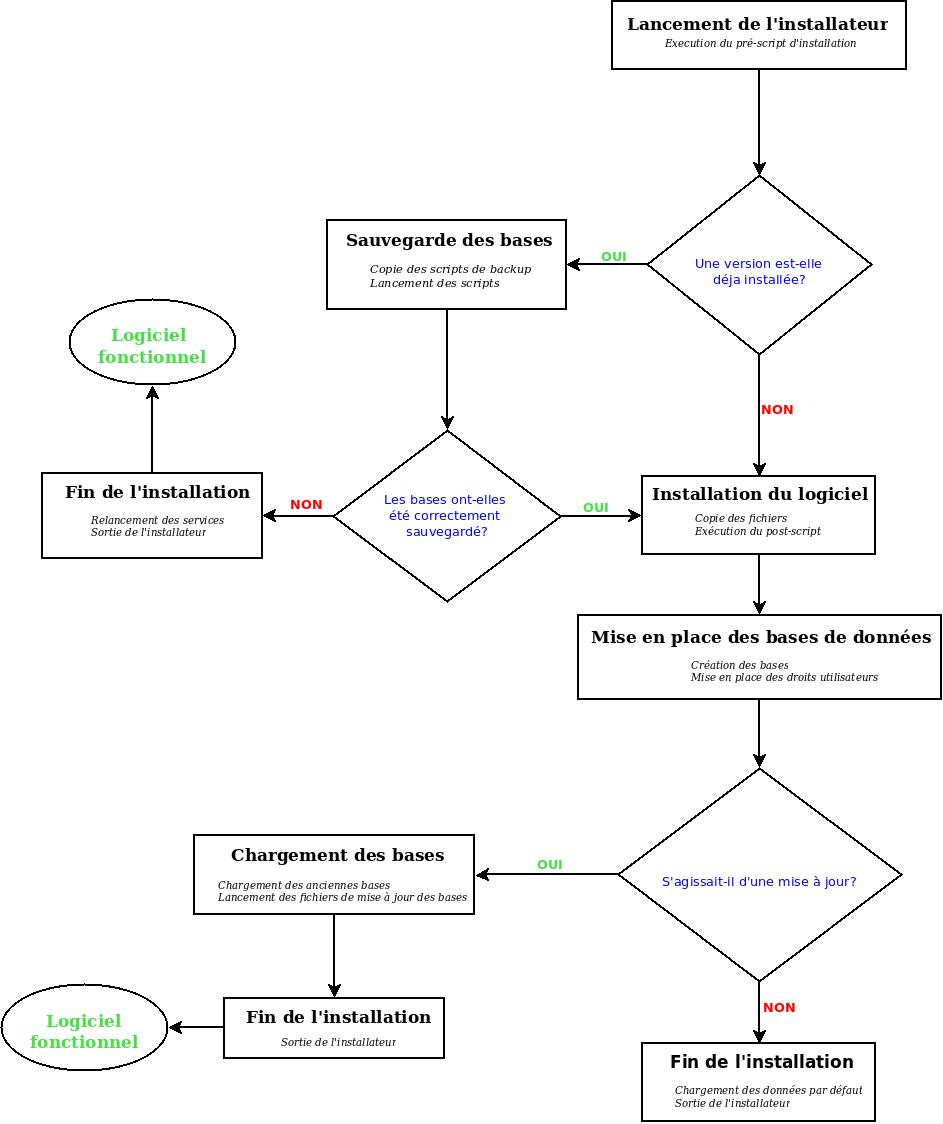 Lancement de l'installateur
Execution du pré-script d'installation
Une version est-elle
déja installée?
OUI
Sauvegarde des bases
Copie des scripts de backup
Lancement des scripts
NON
Logiciel
fonctionnel
Fin de l'installation
Relancement des services
Sortie de l'installateur
NON
Les bases ont-elles
été correctement
sauvegardé?
OUI
Installation du logiciel
Copie des fichiers
Exécution du post-script
Mise en place des bases de données
Création des bases
Mise en place des droits utilisateurs
S'agissait-il d'une mise à jour?
OUI
Chargement des bases
Chargement des anciennes bases
Lancement des fichiers de mise à jour des bases
Fin de l'installation
Sortie de l'installateur
Logiciel
fonctionnel
NON
Fin de l'installation
Chargement des données par défaut
Sortie de l'installateur